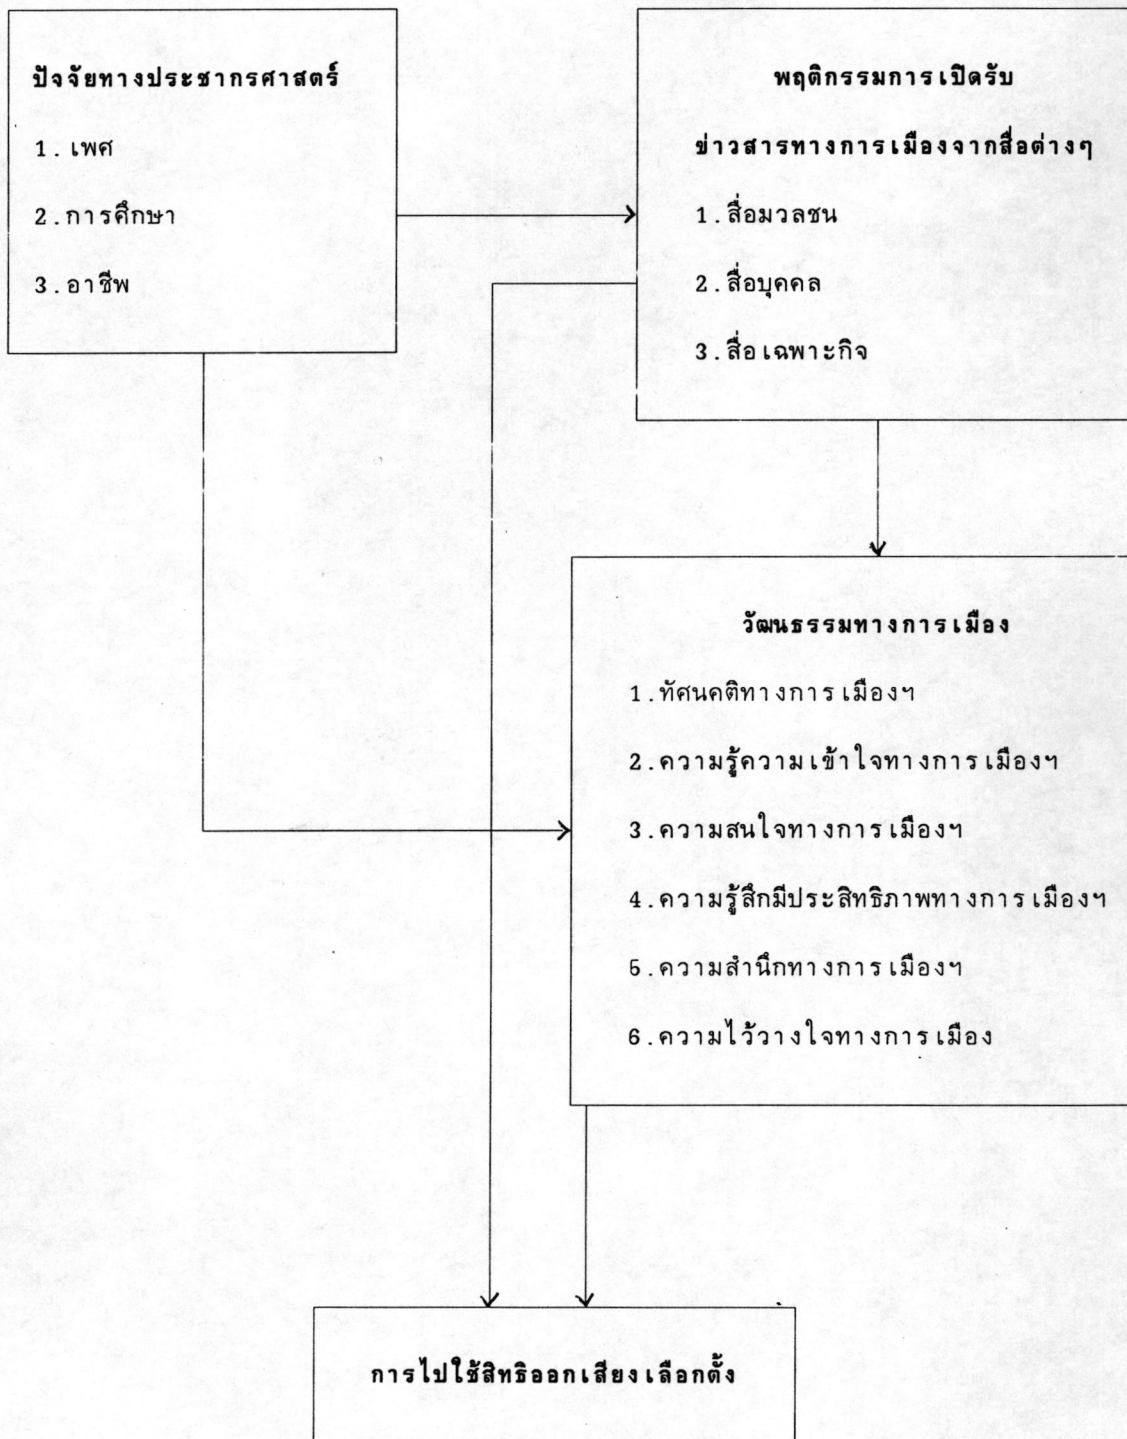 ปัจจัยทางประชากรศาสตร์
1. เพศ
2.การศึกษา
3.อาชีพ
พฤติกรรมการเปิดรับ
ข่าวสารทางการเมืองจากสื่อต่างๆ
1.สื่อมวลชน
2.สื่อบุคคล
3.สื่อเฉพาะกิจ
วัฒนธรรมทางการเมือง
1.ทัศนคติทางการเมืองฯ
2.ความรู้ความเข้าใจทางการเมืองฯ
3.ความสนใจทางการเมืองฯ
4.ความรู้สึกมีประสิทธิภาพทางการเมืองฯ
5.ความสำนึกทางการเมืองฯ
6.ความไว้วางใจทางการเมือง
การไปใช้สิทธิออกเสียงเลือกตั้ง